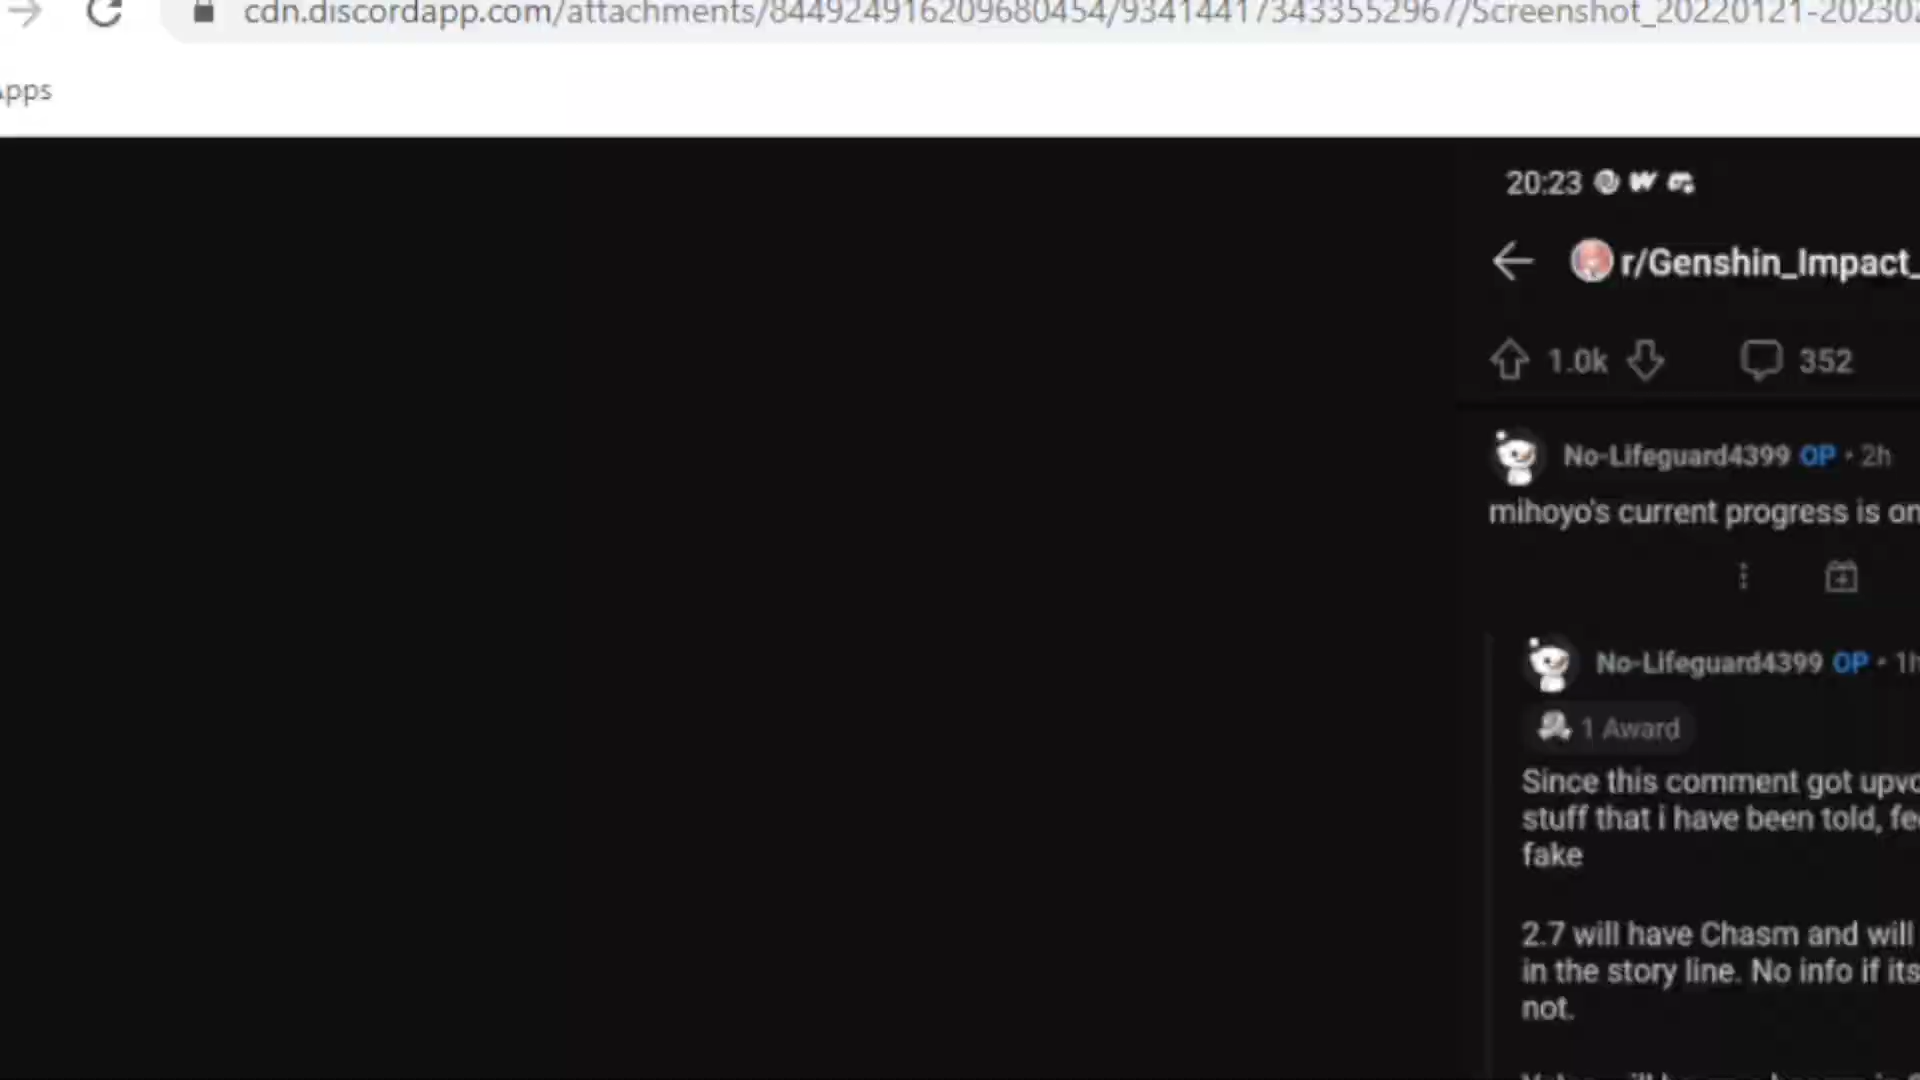 cdn.discordapp.com/attachments/844924916209680454/934144173433552967/Screenshot_20220121-20230
Apps
20:23
r/Genshin_Impact_
1.0k 352
No-Lifeguard4399 OP • 2h
mihoyo's current progress is on
No-Lifeguard4399 OP • 1h
1 Award
Since this comment got upvo
stuff that i have been told, fe
fake
2.7 will have Chasm and will
in the story line. No info if its
not.